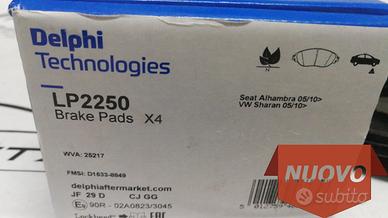 Delphi
Technologies
LP2250
Brake Pads X4
Seat Alhambra 05/10>
VW Sharan 05/10>
WVA: 25217
FMSI: D1633-8849
delphiaftermarket.com
JF 29 D CJ GG
90R - 02A0823/3045
EAC
NUOVO
subito